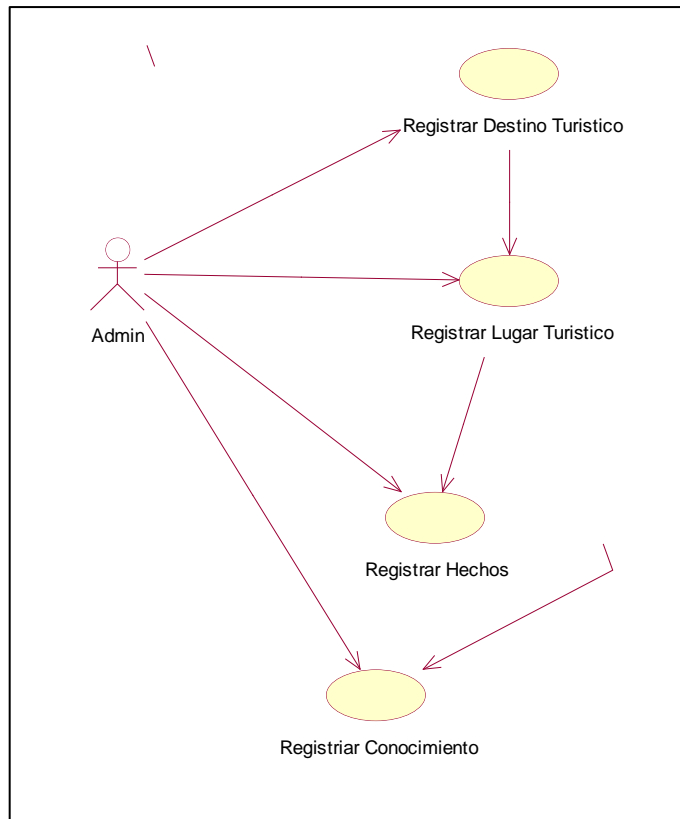 Registrar Destino Turistico
Admin
Registrar Lugar Turistico
Registrar Hechos
Registriar Conocimiento